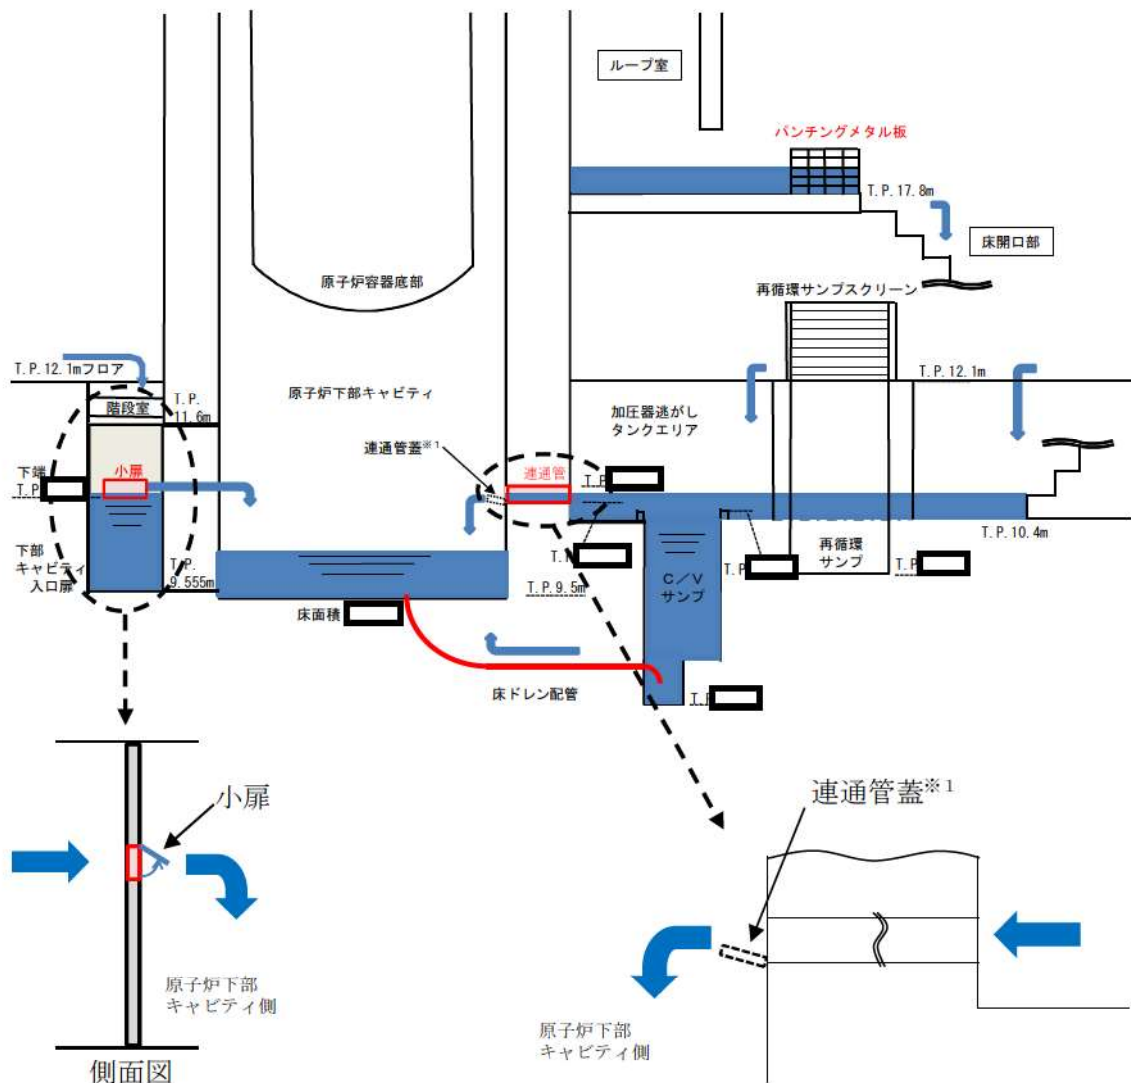 ループ室
パンチングメタル板
T.P.17.8m
床開口部
原子炉容器底部
再循環サンプスクリーン
T.P.12.1mフロア
T.P.12.1m
階段室
T.P.
11.6m
原子炉下部キャビティ
加圧器逃がし
タンクエリア
連通管蓋※1
連通管
下端
T.P
小扉
T.P
T.P.10.4m
下部
キャビティ
入口扉
T.P.
9.555m
T.P.9.5m
T.P
C/V
サンプ
T.P
再循環
サンプ
T.P
床面積
床ドレン配管
T.P
小扉
連通管蓋※1
原子炉下部
キャビティ側
側面図
原子炉下部
キャビティ側